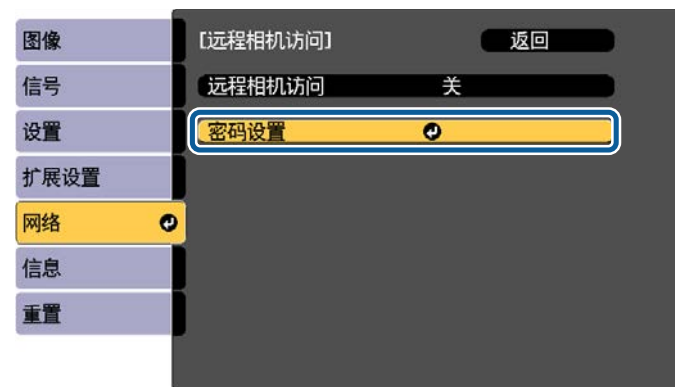 图像
信号
设置
扩展设置
网络
信息
重置
[远程相机访问] 返回
远程相机访问 关
密码设置